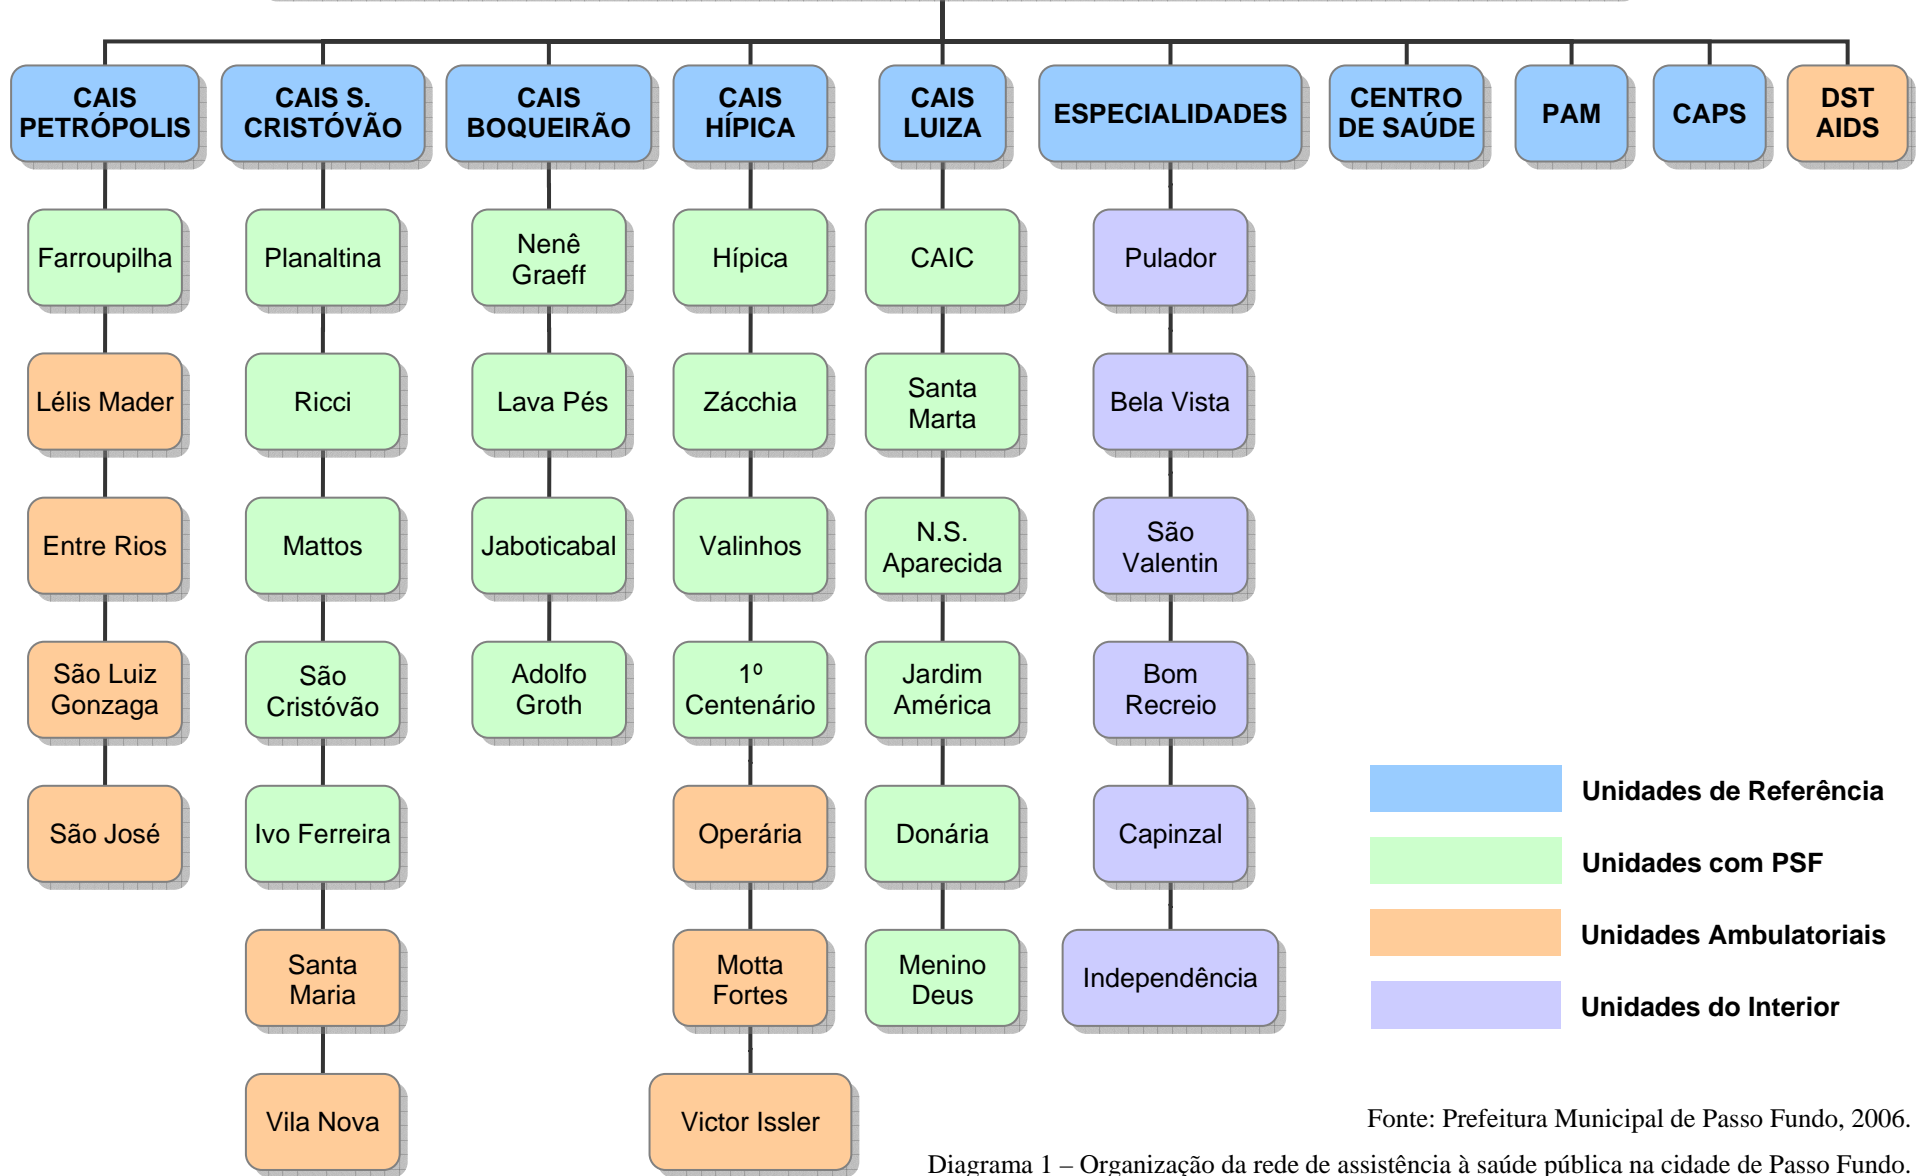 CAIS
PETRÓPOLIS
CAIS S.
CRISTÓVÃO
CAIS
BOQUEIRÃO
CAIS
HÍPICA
CAIS
LUIZA
ESPECIALIDADES
CENTRO
DE SAÚDE
PAM
CAPS
DST
AIDS
Farroupilha
Planaltina
Nenê
Graeff
Hípica
CAIC
Pulador
Lélis Mader
Ricci
Lava Pés
Zácchia
Santa
Marta
Bela Vista
Entre Rios
Mattos
Jaboticabal
Valinhos
N.S.
Aparecida
São
Valentin
São Luiz
Gonzaga
São
Cristóvão
Adolfo
Groth
1º
Centenário
Jardim
América
Bom
Recreio
São José
Ivo Ferreira
Operária
Donária
Capinzal
Santa
Maria
Motta
Fortes
Menino
Deus
Independência
Vila Nova
Victor Issler
Unidades de Referência
Unidades com PSF
Unidades Ambulatoriais
Unidades do Interior
Fonte: Prefeitura Municipal de Passo Fundo, 2006.
Diagrama 1 – Organização da rede de assistência à saúde pública na cidade de Passo Fundo.